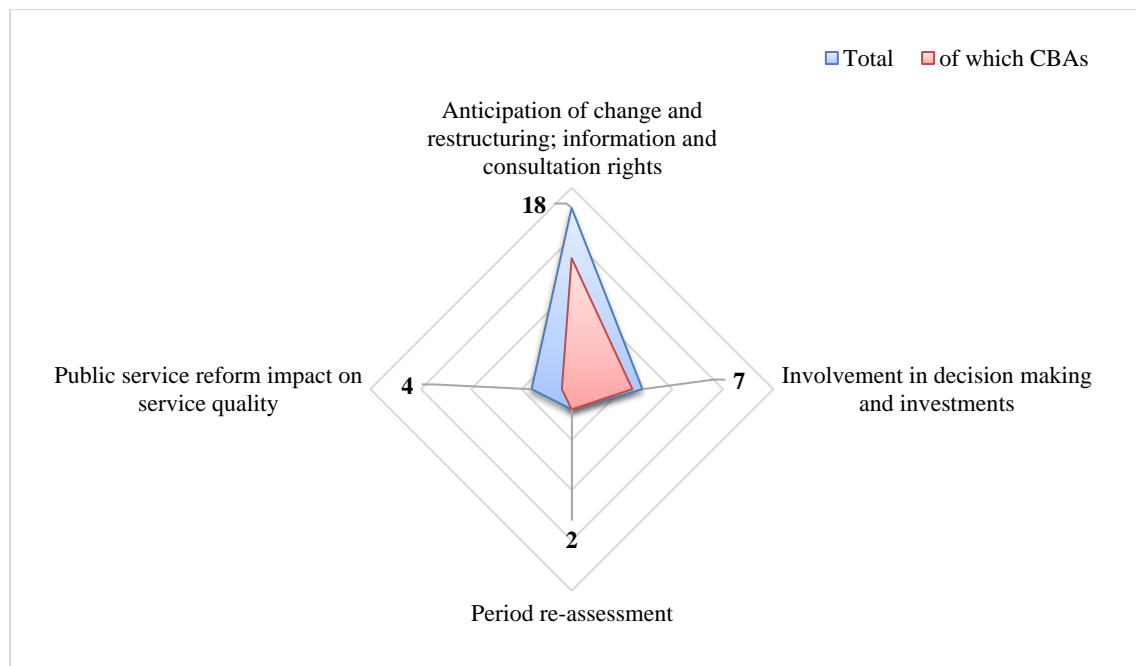 Total
of which CBAs
Anticipation of change and
restructuring; information and
consultation rights
18
Public service reform impact on
service quality
4
7
Involvement in decision making
and investments
2
Period re-assessment